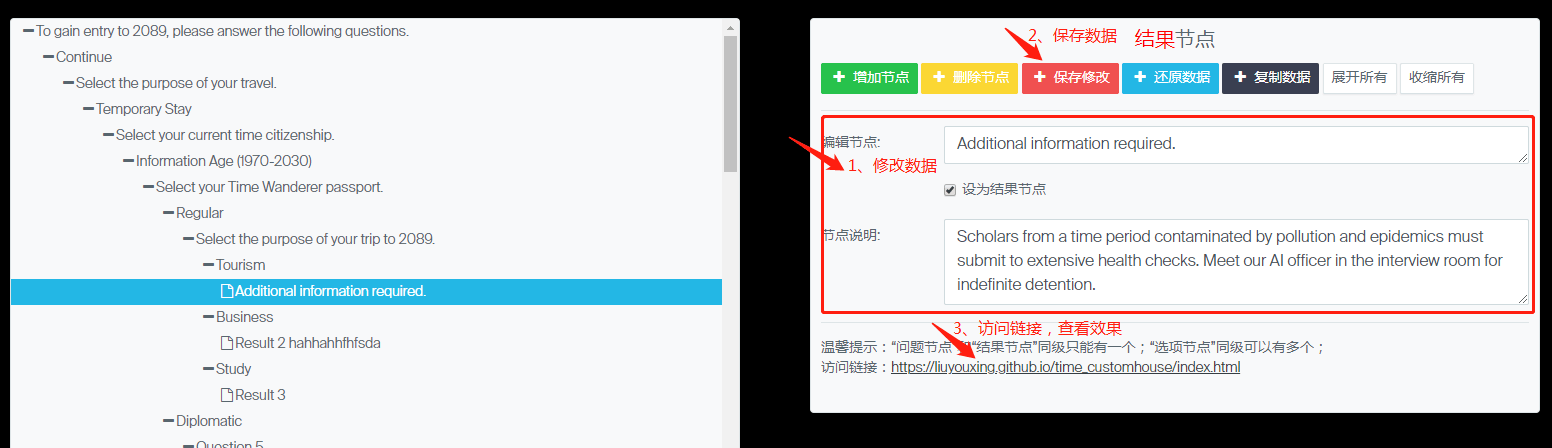 To gain entry to 2089, please answer the following questions.
Continue
Select the purpose of your travel.
Temporary Stay
Select your current time citizenship.
Information Age (1970-2030)
Select your Time Wanderer passport.
Regular
Select the purpose of your trip to 2089.
Tourism
Additional information required.
Business
Result 2 hahhahhfhfsda
Study
Result 3
Diplomatic
Question 5
2、保存数据 结果节点
增加节点 删除节点 保存修改 还原数据 复制数据 展开所有 收缩所有
编辑节点: Additional information required.
1、修改数据
设为结果节点
节点说明: Scholars from a time period contaminated by pollution and epidemics must
submit to extensive health checks. Meet our AI officer in the interview room for
indefinite detention.
3、访问链接，查看效果
温馨提示：“问题节点”和“结果节点”同级只能有一个；“选项节点”同级可以有多个；
访问链接：https://liuyouxing.github.io/time_customhouse/index.html